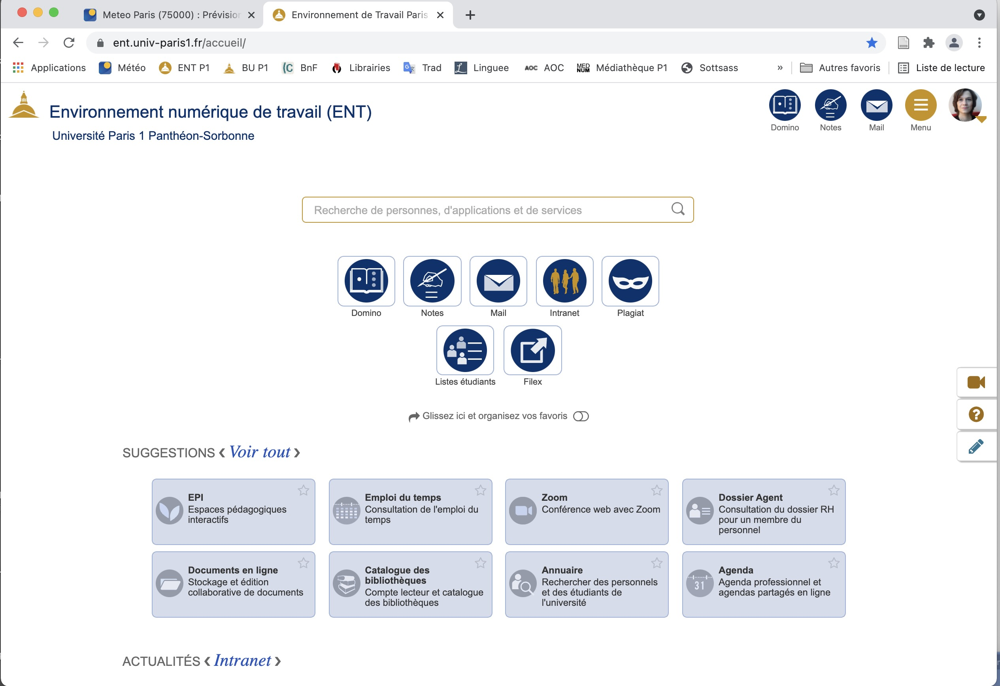 Meteo Paris (75000) : Prévision
Environnement de Travail Paris
ent.univ-paris1.fr/accueil/
Applications
Météo
ENT P1
BU P1
BnF
Librairies
Trad
Linguee
AOC AOC
MED NUM Médiathèque P1
Sottsass
»
Autres favoris
Liste de lecture
Environnement numérique de travail (ENT)
Université Paris 1 Panthéon-Sorbonne
Domino
Notes
Mail
Menu
Recherche de personnes, d'applications et de services
Domino
Notes
Mail
Intranet
Plagiat
Listes étudiants
Filex
Glissez ici et organisez vos favoris
SUGGESTIONS ‹ Voir tout ›
EPI
Espaces pédagogiques
interactifs
Emploi du temps
Consultation de l'emploi du
temps
Zoom
Conférence web avec Zoom
Dossier Agent
Consultation du dossier RH
pour un membre du
personnel
Documents en ligne
Stockage et édition
collaborative de documents
Catalogue des
bibliothèques
Compte lecteur et catalogue
des bibliothèques
Annuaire
Rechercher des personnels
et des étudiants de
l'université
31
Agenda
Agenda professionnel et
agendas partagés en ligne
ACTUALITÉS ‹ Intranet ›